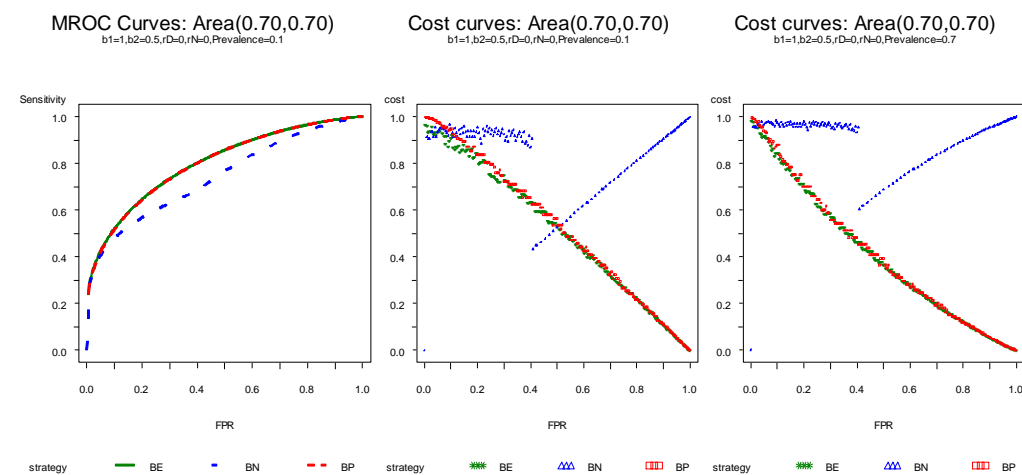 MROC Curves: Area(0.70,0.70)
b1=1,b2=0.5,rD=0,rN=0,Prevalence=0.1
Sensitivity
1.0
0.8
0.6
0.4
0.2
0.0
0.0 0.2 0.4 0.6 0.8 1.0
FPR
strategy BE BN BP
Cost curves: Area(0.70,0.70)
b1=1,b2=0.5,rD=0,rN=0,Prevalence=0.1
cost
1.0
0.8
0.6
0.4
0.2
0.0
0.0 0.2 0.4 0.6 0.8 1.0
FPR
strategy BE BN BP
Cost curves: Area(0.70,0.70)
b1=1,b2=0.5,rD=0,rN=0,Prevalence=0.7
cost
1.0
0.8
0.6
0.4
0.2
0.0
0.0 0.2 0.4 0.6 0.8 1.0
FPR
strategy BE BN BP